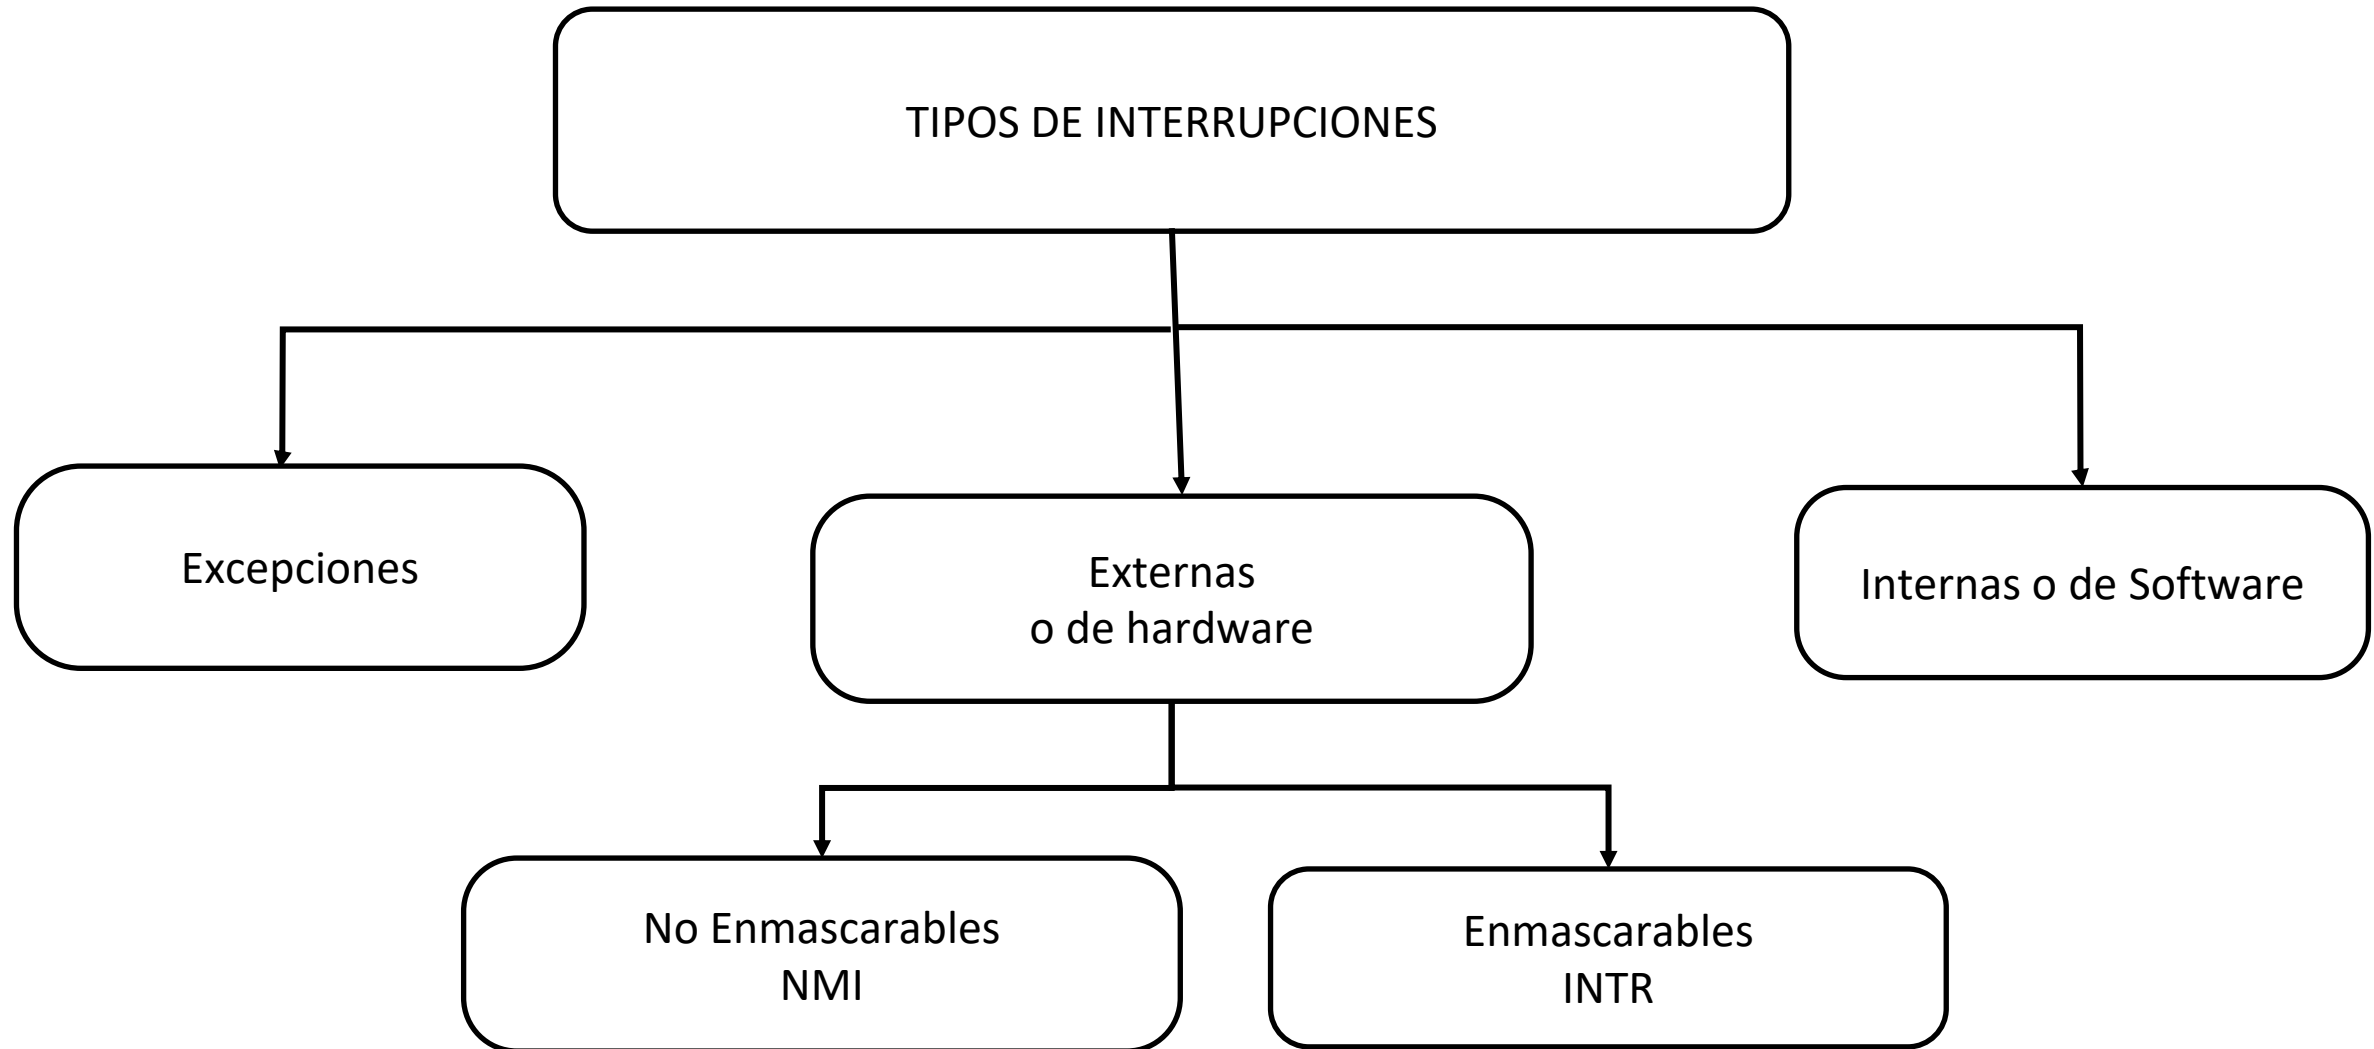 TIPOS DE INTERRUPCIONES
Excepciones
Externas
o de hardware
Internas o de Software
No Enmascarables
NMI
Enmascarables
INTR